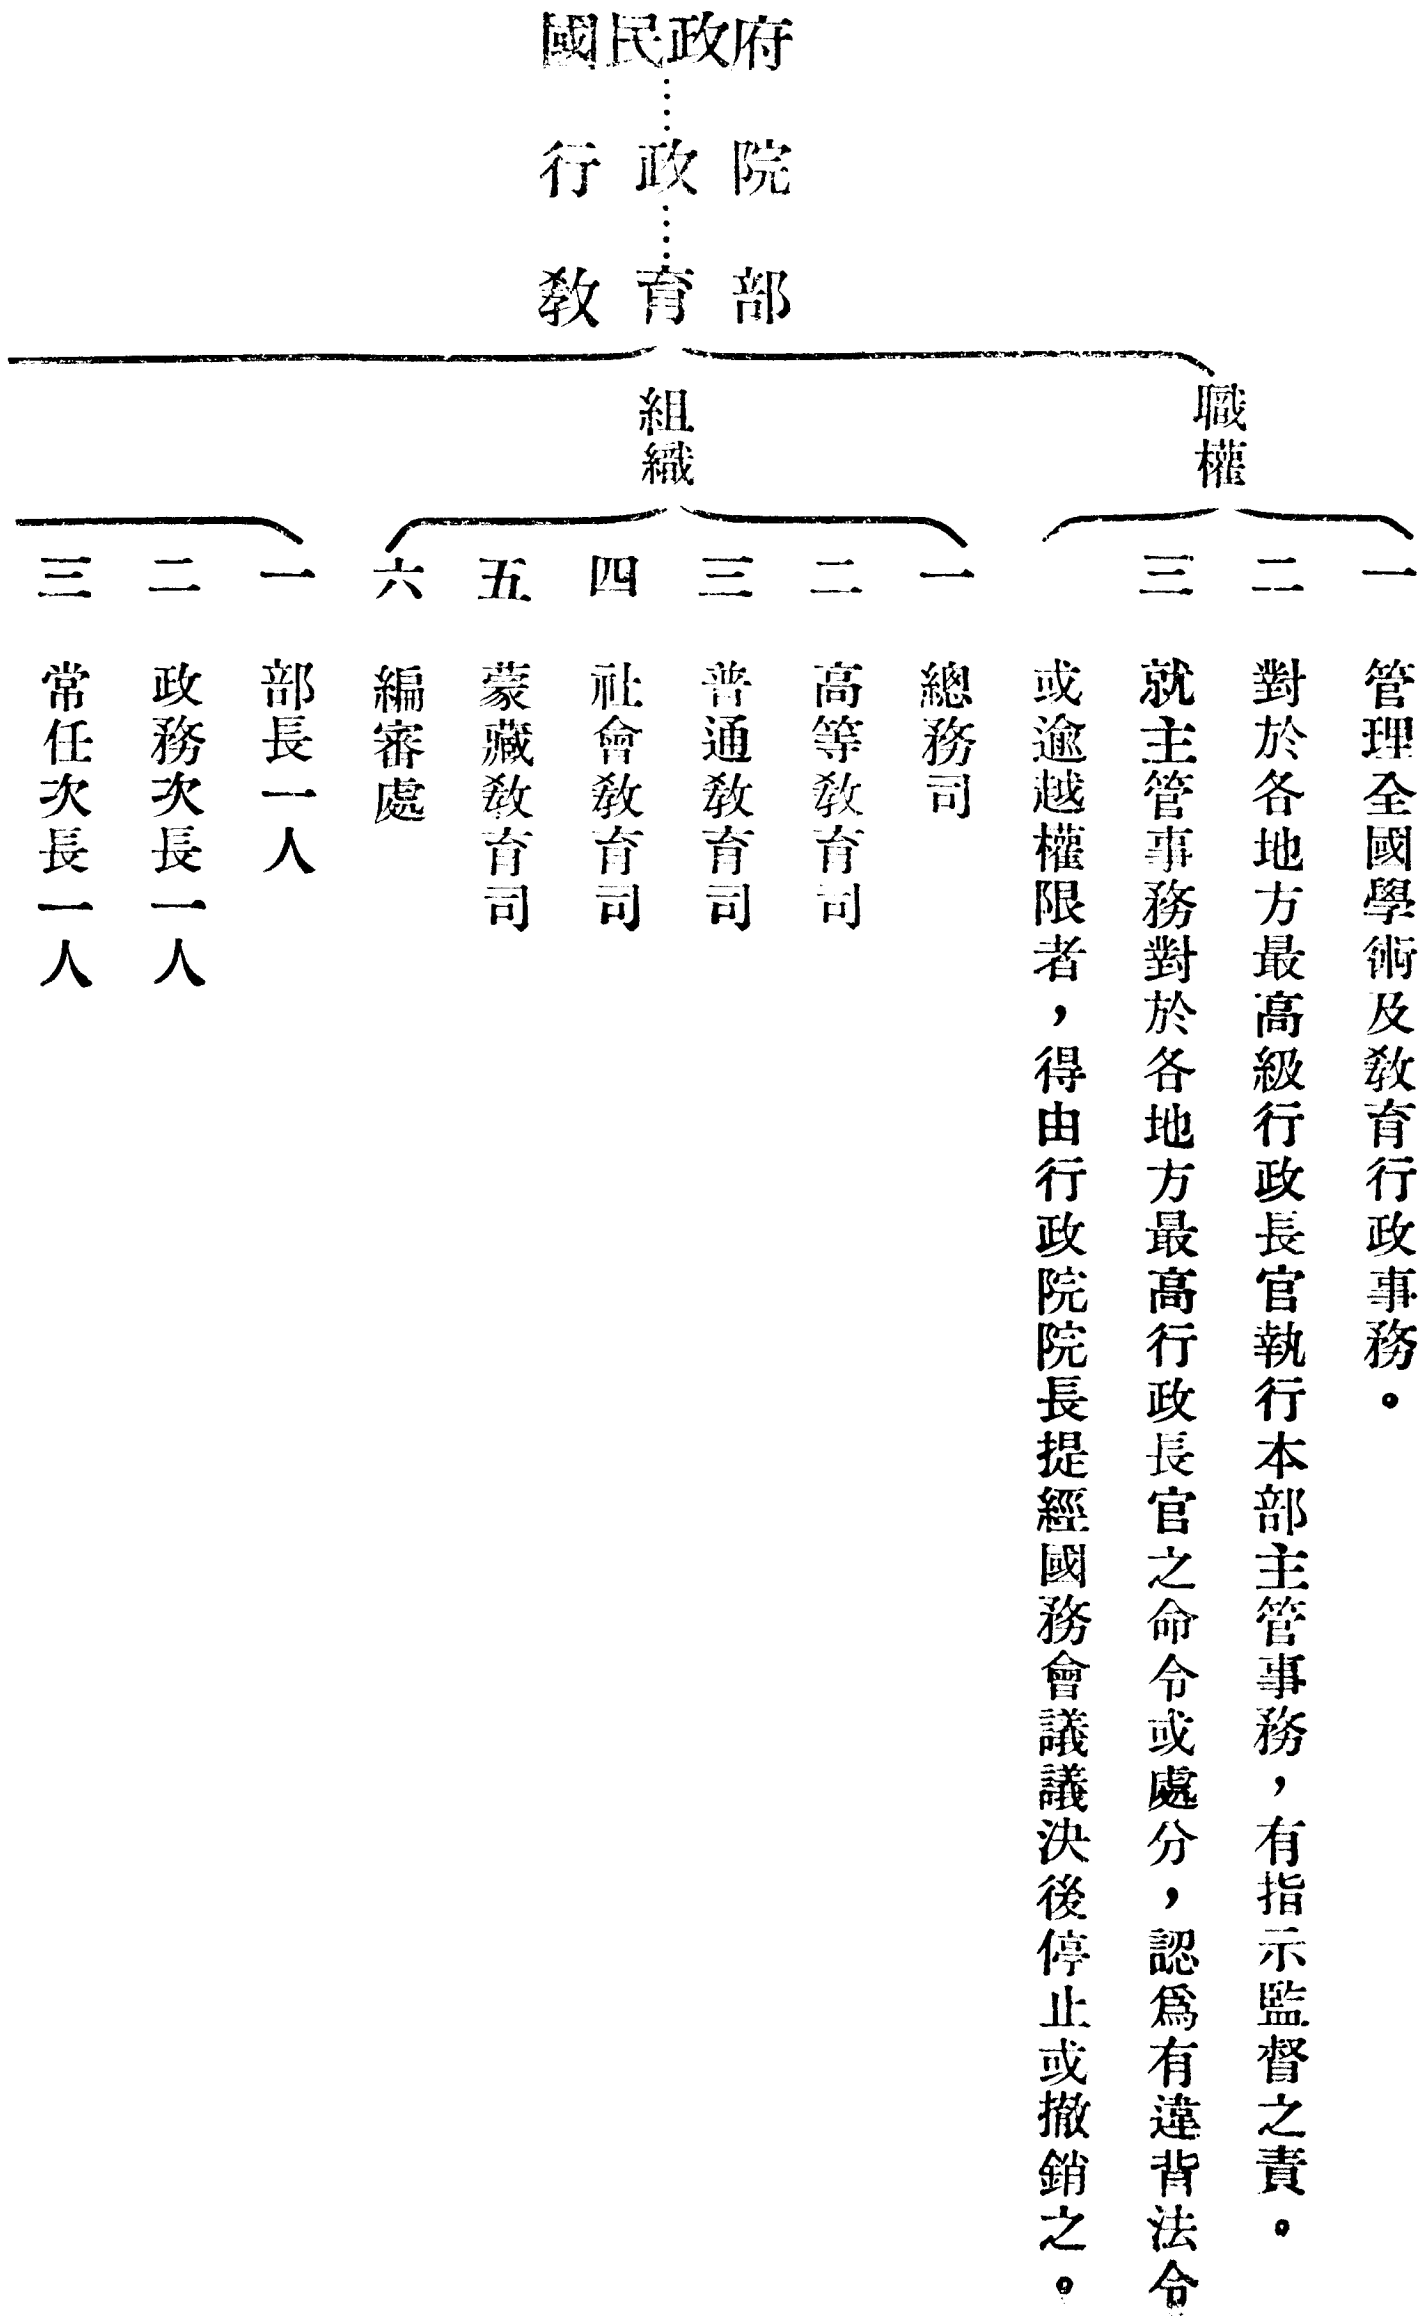 國民政府
行政院
教育部
職權
一 管理全國學術及教育行政事務。
二 對於各地方最高級行政長官執行本部主管事務，有指示監督之責。
三 就主管事務對於各地方最高行政長官之命令或處分，認爲有違背法令
或逾越權限者，得由行政院院長提經國務會議議決後停止或撤銷之。
組織
一 總務司
二 高等教育司
三 普通教育司
四 社會教育司
五 蒙藏教育司
六 編審處
一 部長一人
二 政務次長一人
三 常任次長一人